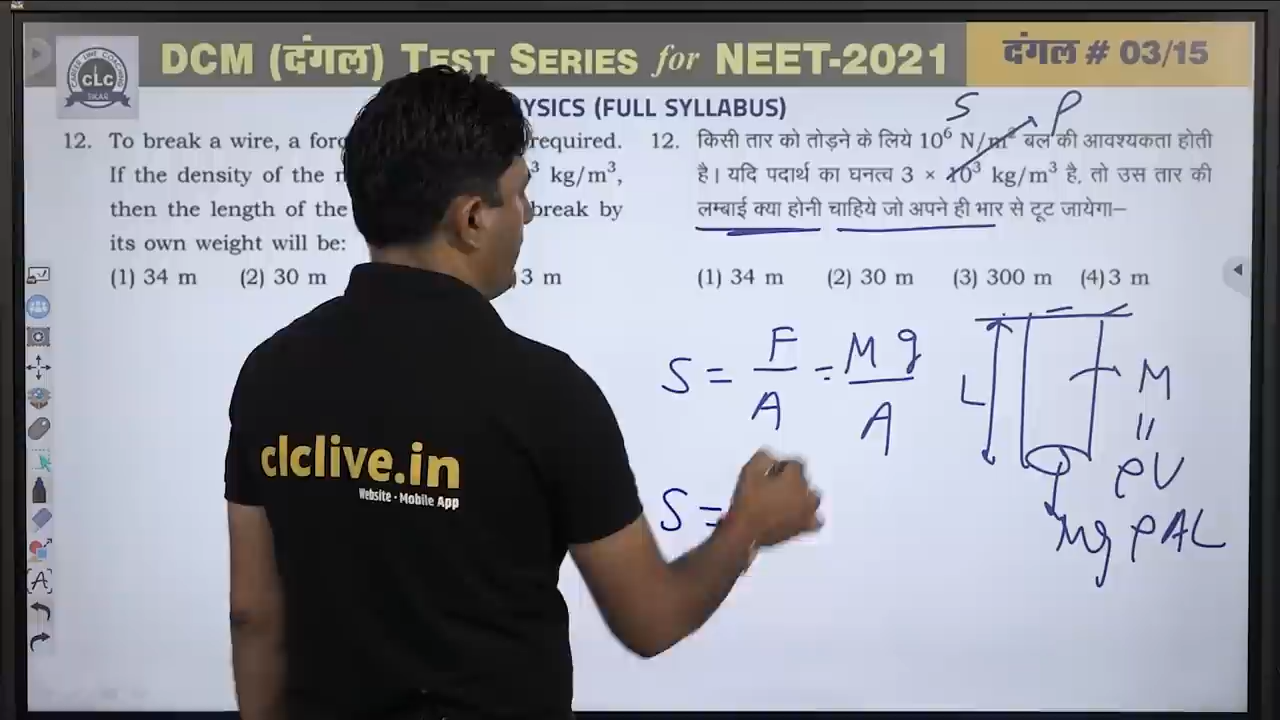 DCM (दंगल) TEST SERIES for NEET-2021
दंगल # 03/15
CLC
SIKAR
YSICS (FULL SYLLABUS)
12. To break a wire, a for required.
If the density of the kg/m³,
then the length of the break by
its own weight will be:
(1) 34 m (2) 30 m 3 m
12. किसी तार को तोड़ने के लिये 10⁶ N/m² बल की आवश्यकता होती
है। यदि पदार्थ का घनत्व 3 × 10³ kg/m³ है, तो उस तार की
लम्बाई क्या होनी चाहिये जो अपने ही भार से टूट जायेगा–
(1) 34 m (2) 30 m (3) 300 m (4) 3 m
S ρ
S = F/A = Mg/A
S =
L
M
=
ρV
Mg ρAL
clclive.in
Website • Mobile App
[A]